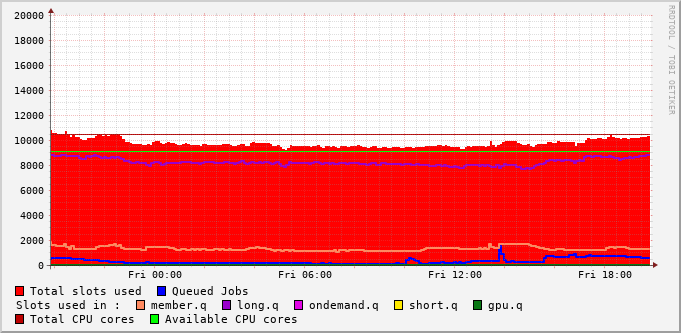 20000
18000
16000
14000
12000
10000
8000
6000
4000
2000
0
Fri 00:00 Fri 06:00 Fri 12:00 Fri 18:00
RRDTOOL / TOBI OETIKER
Total slots used Queued Jobs
Slots used in : member.q long.q ondemand.q short.q gpu.q
Total CPU cores Available CPU cores